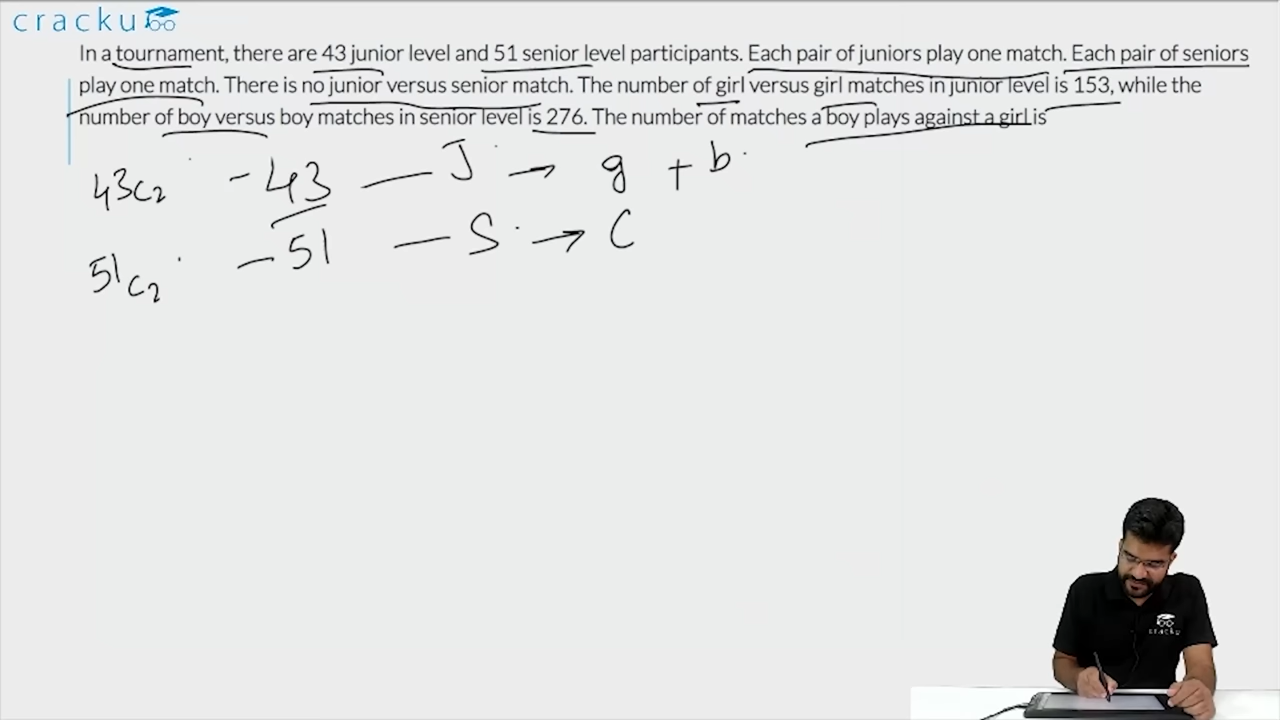 cracku
In a tournament, there are 43 junior level and 51 senior level participants. Each pair of juniors play one match. Each pair of seniors
play one match. There is no junior versus senior match. The number of girl versus girl matches in junior level is 153, while the
number of boy versus boy matches in senior level is 276. The number of matches a boy plays against a girl is
43C2 - 43 — J → g + b
51C2 - 51 — S → C
cracku